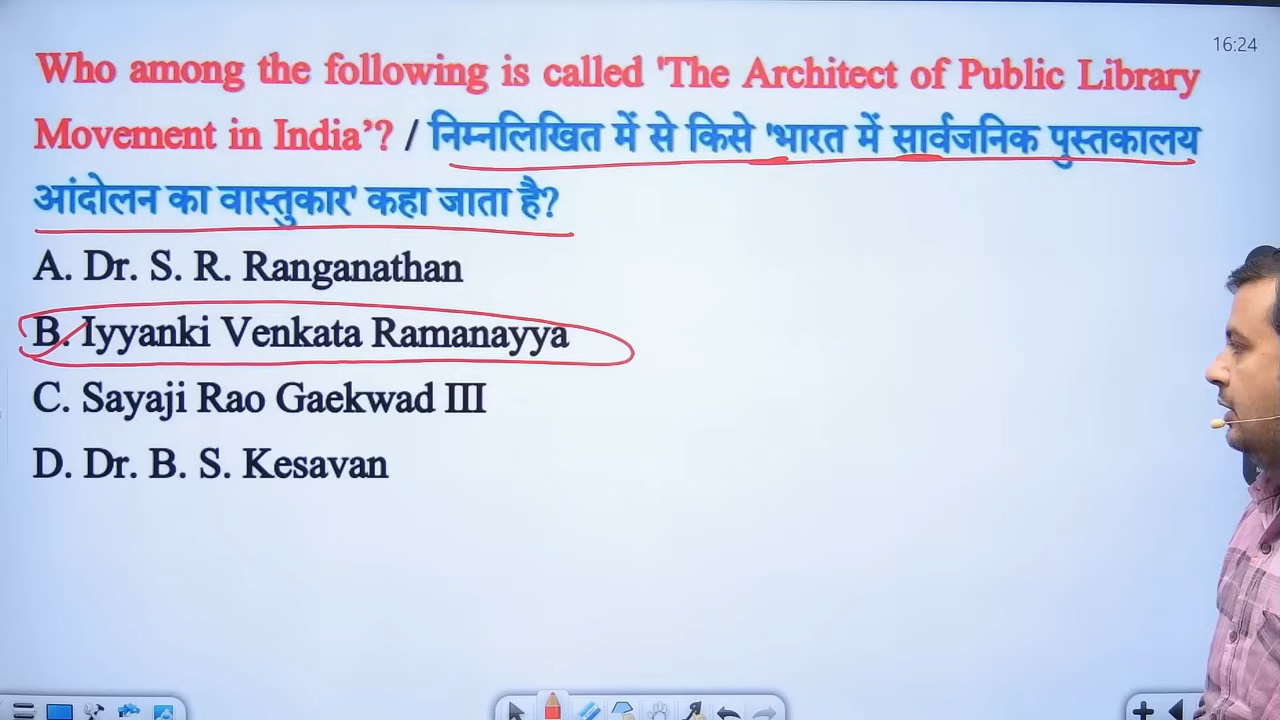 16:24
Who among the following is called 'The Architect of Public Library
Movement in India’? / निम्नलिखित में से किसे 'भारत में सार्वजनिक पुस्तकालय
आंदोलन का वास्तुकार' कहा जाता है?
A. Dr. S. R. Ranganathan
B. Iyyanki Venkata Ramanayya
C. Sayaji Rao Gaekwad III
D. Dr. B. S. Kesavan